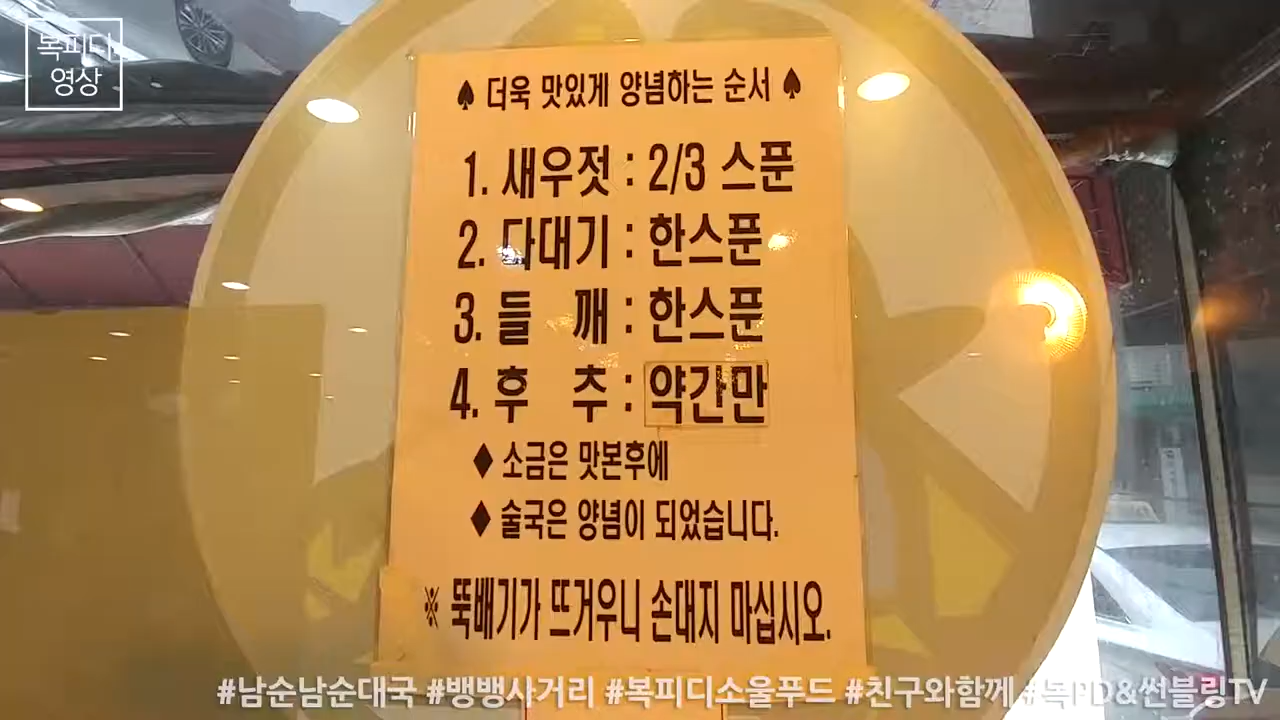 복피디
영상
♠ 더욱 맛있게 양념하는 순서 ♠
1. 새우젓 : 2/3 스푼
2. 다대기 : 한스푼
3. 들 깨 : 한스푼
4. 후 추 : 약간만
♦ 소금은 맛본후에
♦ 술국은 양념이 되었습니다.
※ 뚝배기가 뜨거우니 손대지 마십시오.
#남순남순대국 #뱅뱅사거리 #복피디소울푸드 #친구와함께 #복PD&썬블링TV